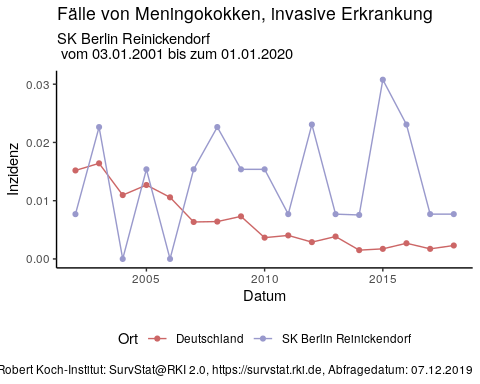 Fälle von Meningokokken, invasive Erkrankung
SK Berlin Reinickendorf
vom 03.01.2001 bis zum 01.01.2020
0.03
0.02
0.01
0.00
Inzidenz
2005
2010
2015
Datum
Ort
Deutschland
SK Berlin Reinickendorf
Robert Koch-Institut: SurvStat@RKI 2.0, https://survstat.rki.de, Abfragedatum: 07.12.2019